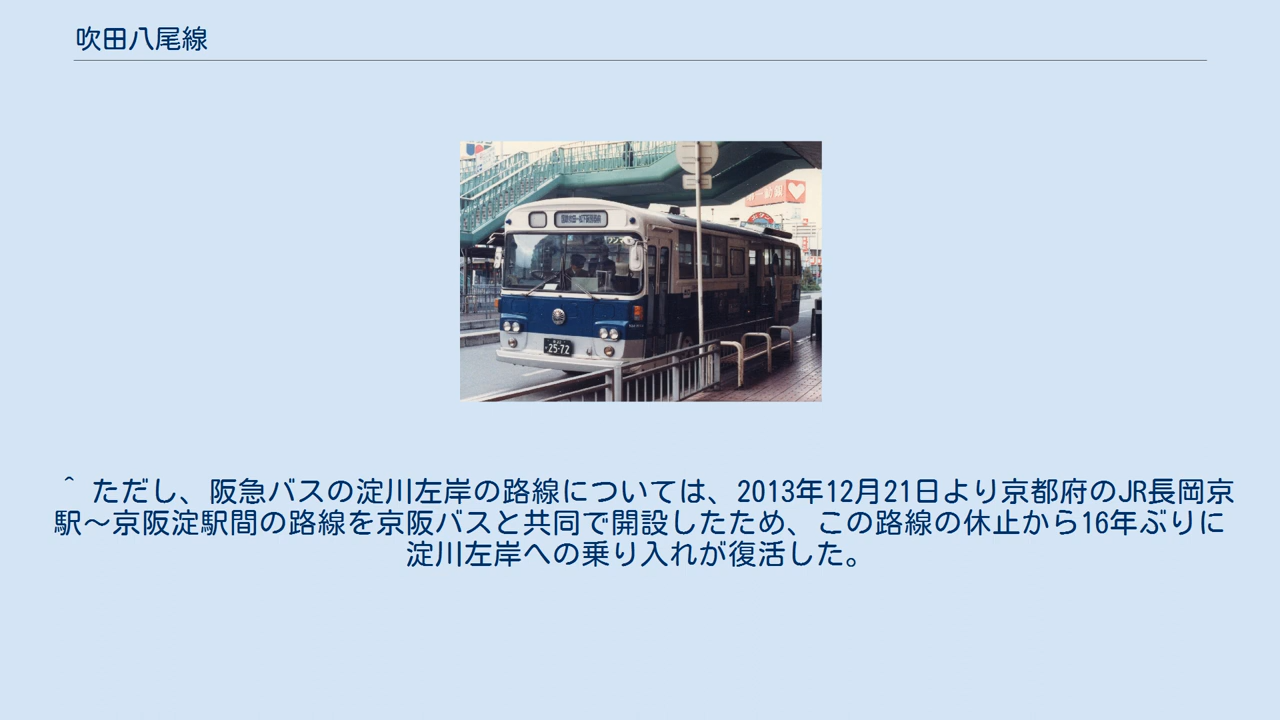 吹田八尾線
25-72
^ ただし、阪急バスの淀川左岸の路線については、2013年12月21日より京都府のJR長岡京
駅〜京阪淀駅間の路線を京阪バスと共同で開設したため、この路線の休止から16年ぶりに
淀川左岸への乗り入れが復活した。